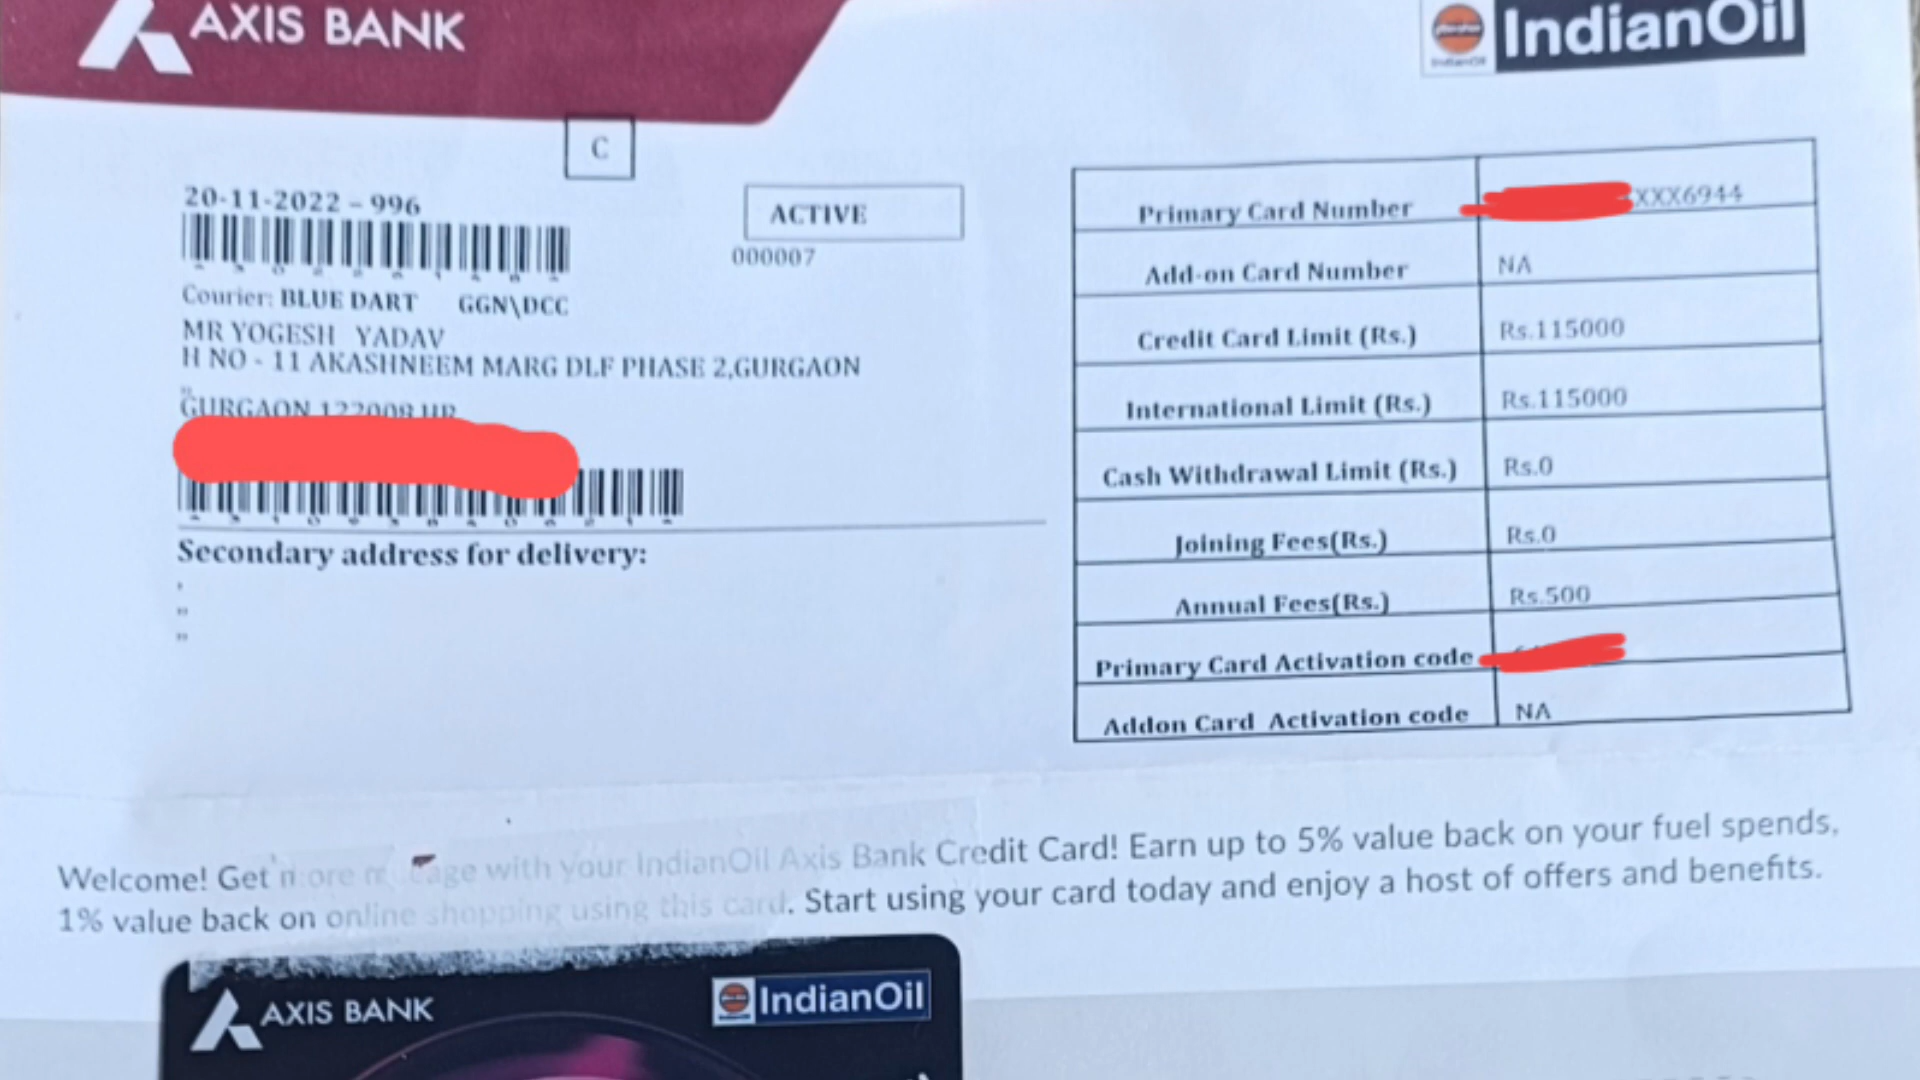 AXIS BANK
IndianOil
IndianOil
C
20-11-2022 – 996
ACTIVE
000007
Courier: BLUE DART GGN\DCC
MR YOGESH YADAV
H NO - 11 AKASHNEEM MARG DLF PHASE 2,GURGAON
,,
GURGAON 122008 HR
Secondary address for delivery:
,
,,
,,
Primary Card Number XXX6944
Add-on Card Number NA
Credit Card Limit (Rs.) Rs.115000
International Limit (Rs.) Rs.115000
Cash Withdrawal Limit (Rs.) Rs.0
Joining Fees(Rs.) Rs.0
Annual Fees(Rs.) Rs.500
Primary Card Activation code
Addon Card Activation code NA
Welcome! Get more with your IndianOil Axis Bank Credit Card! Earn up to 5% value back on your fuel spends,
1% value back on online shopping using this card. Start using your card today and enjoy a host of offers and benefits.
AXIS BANK
IndianOil